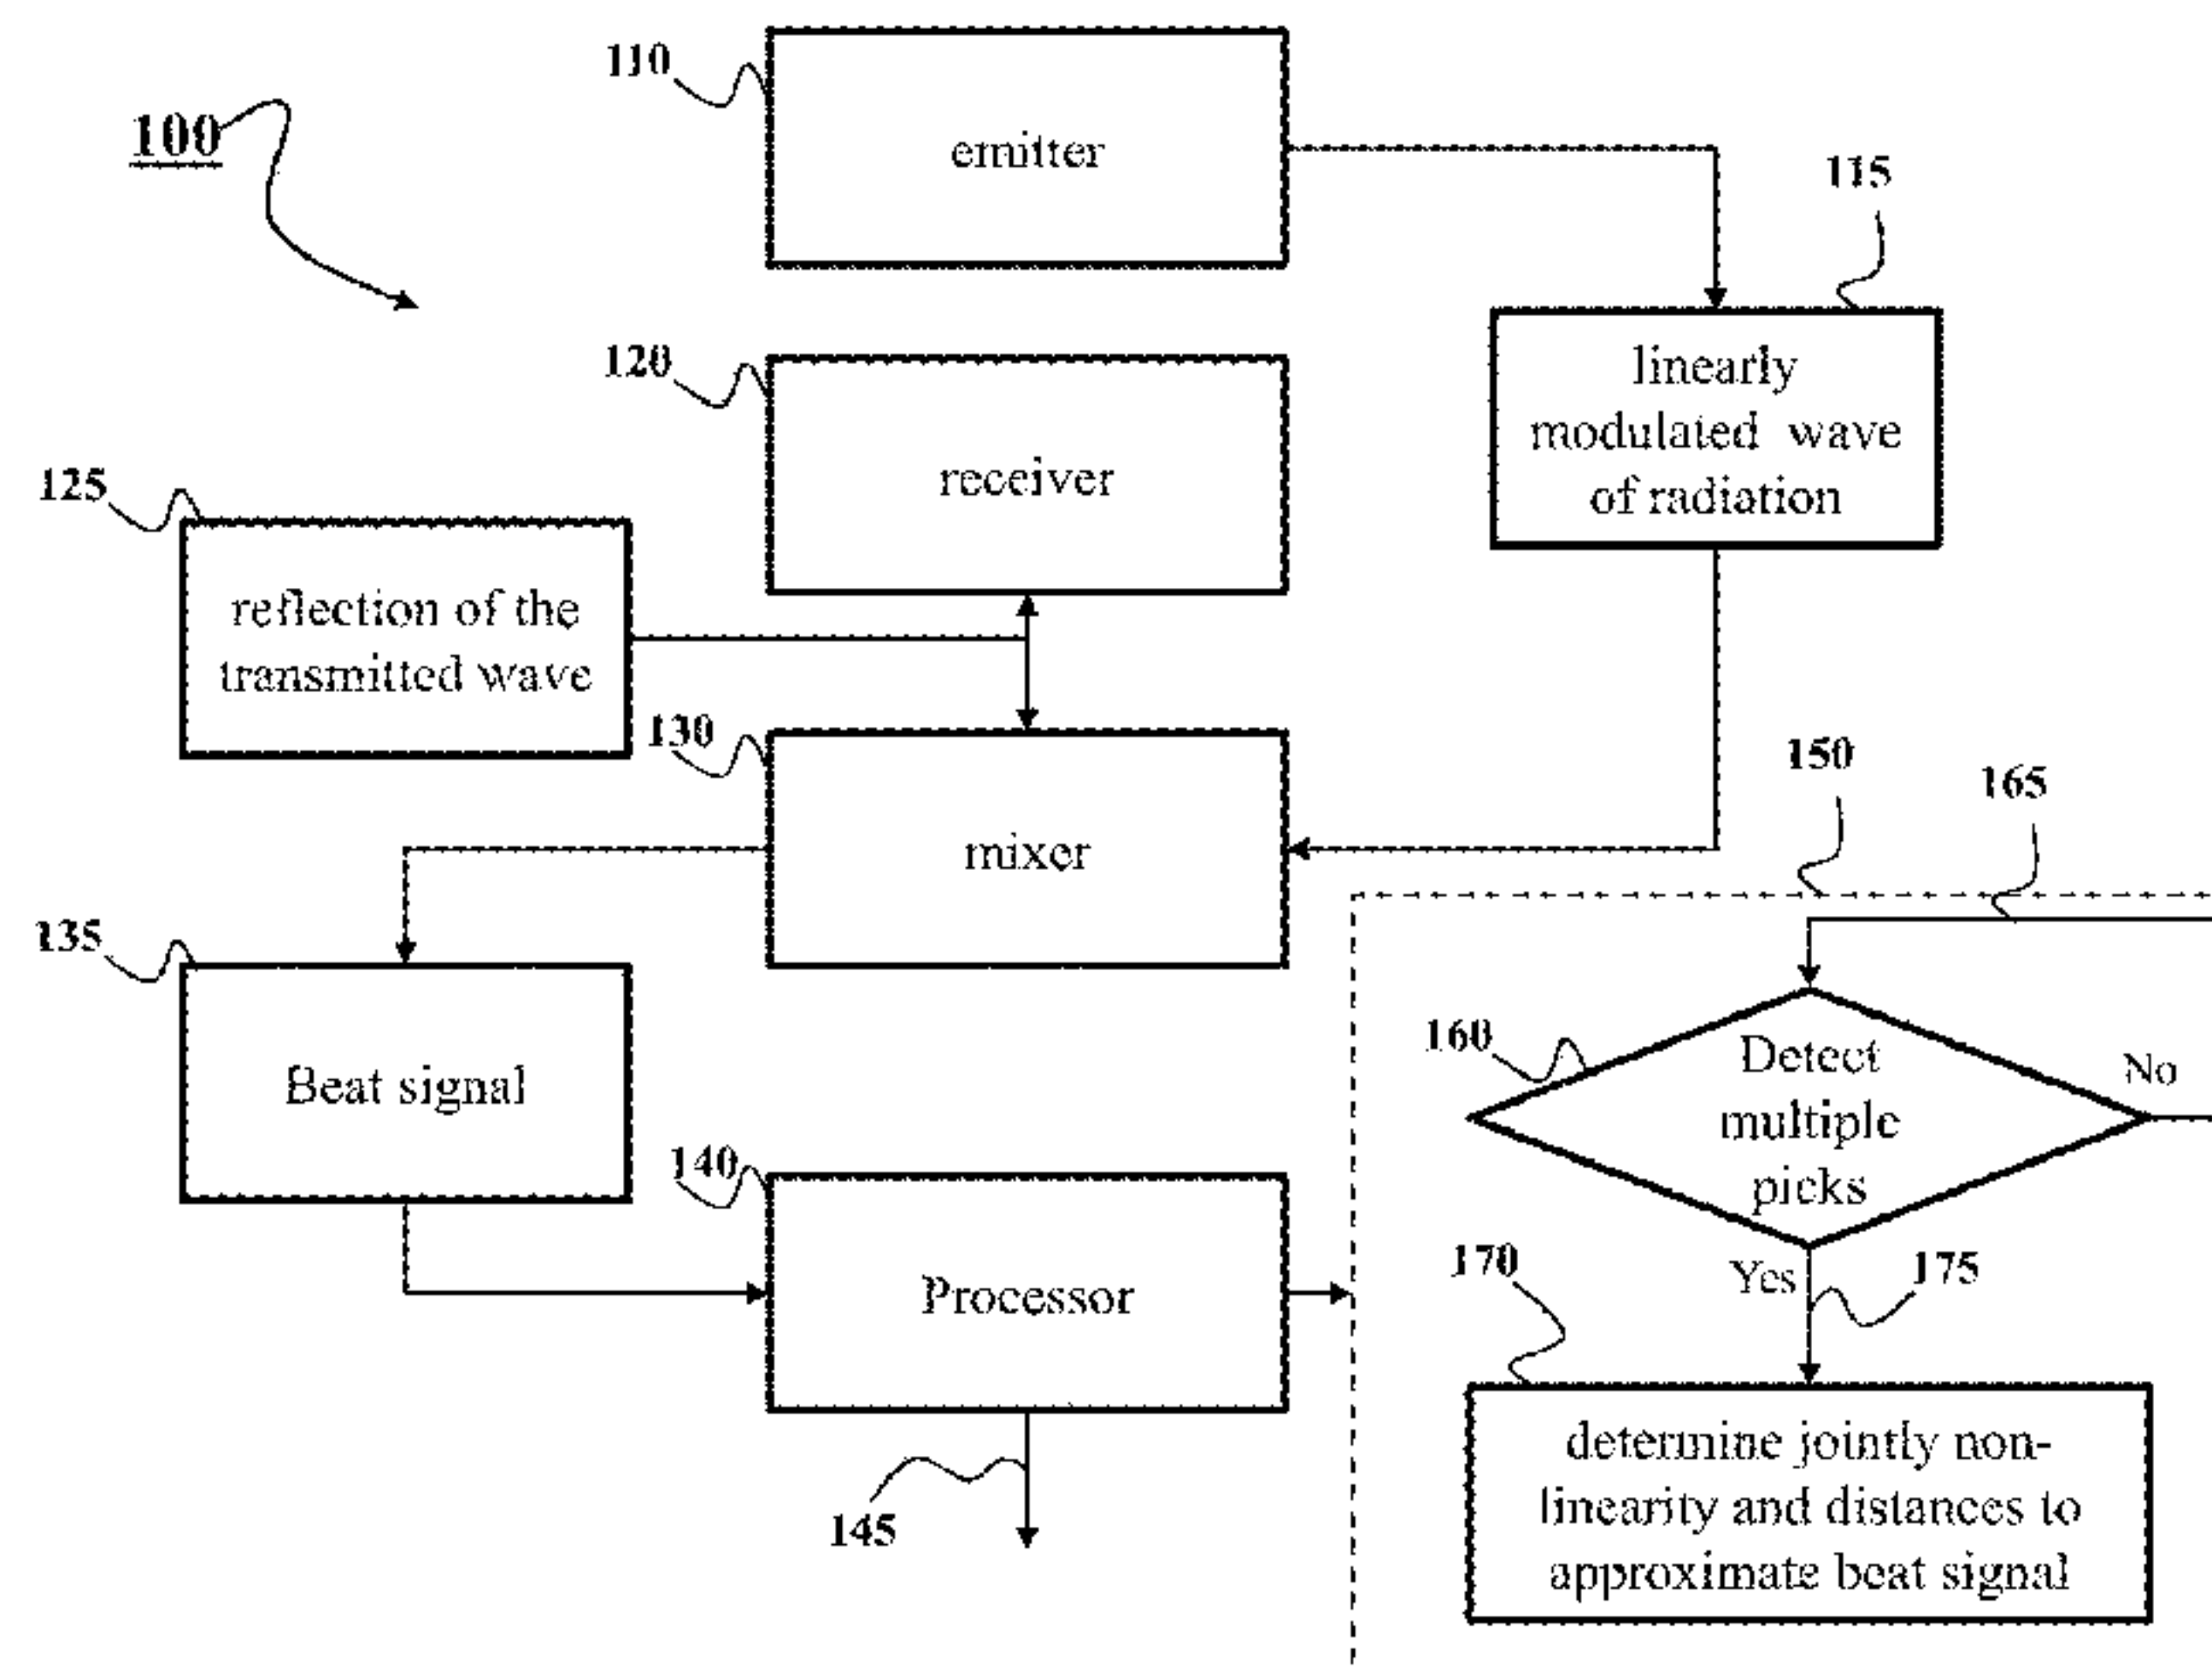 110
100
emitter
115
linearly
modulated wave
of radiation
120
receiver
125
reflection of the
transmitted wave
130
mixer
150
165
135
Beat signal
160
Detect
multiple
picks
No
140
Processor
170
Yes
175
determine jointly non-
linearity and distances to
approximate beat signal
145